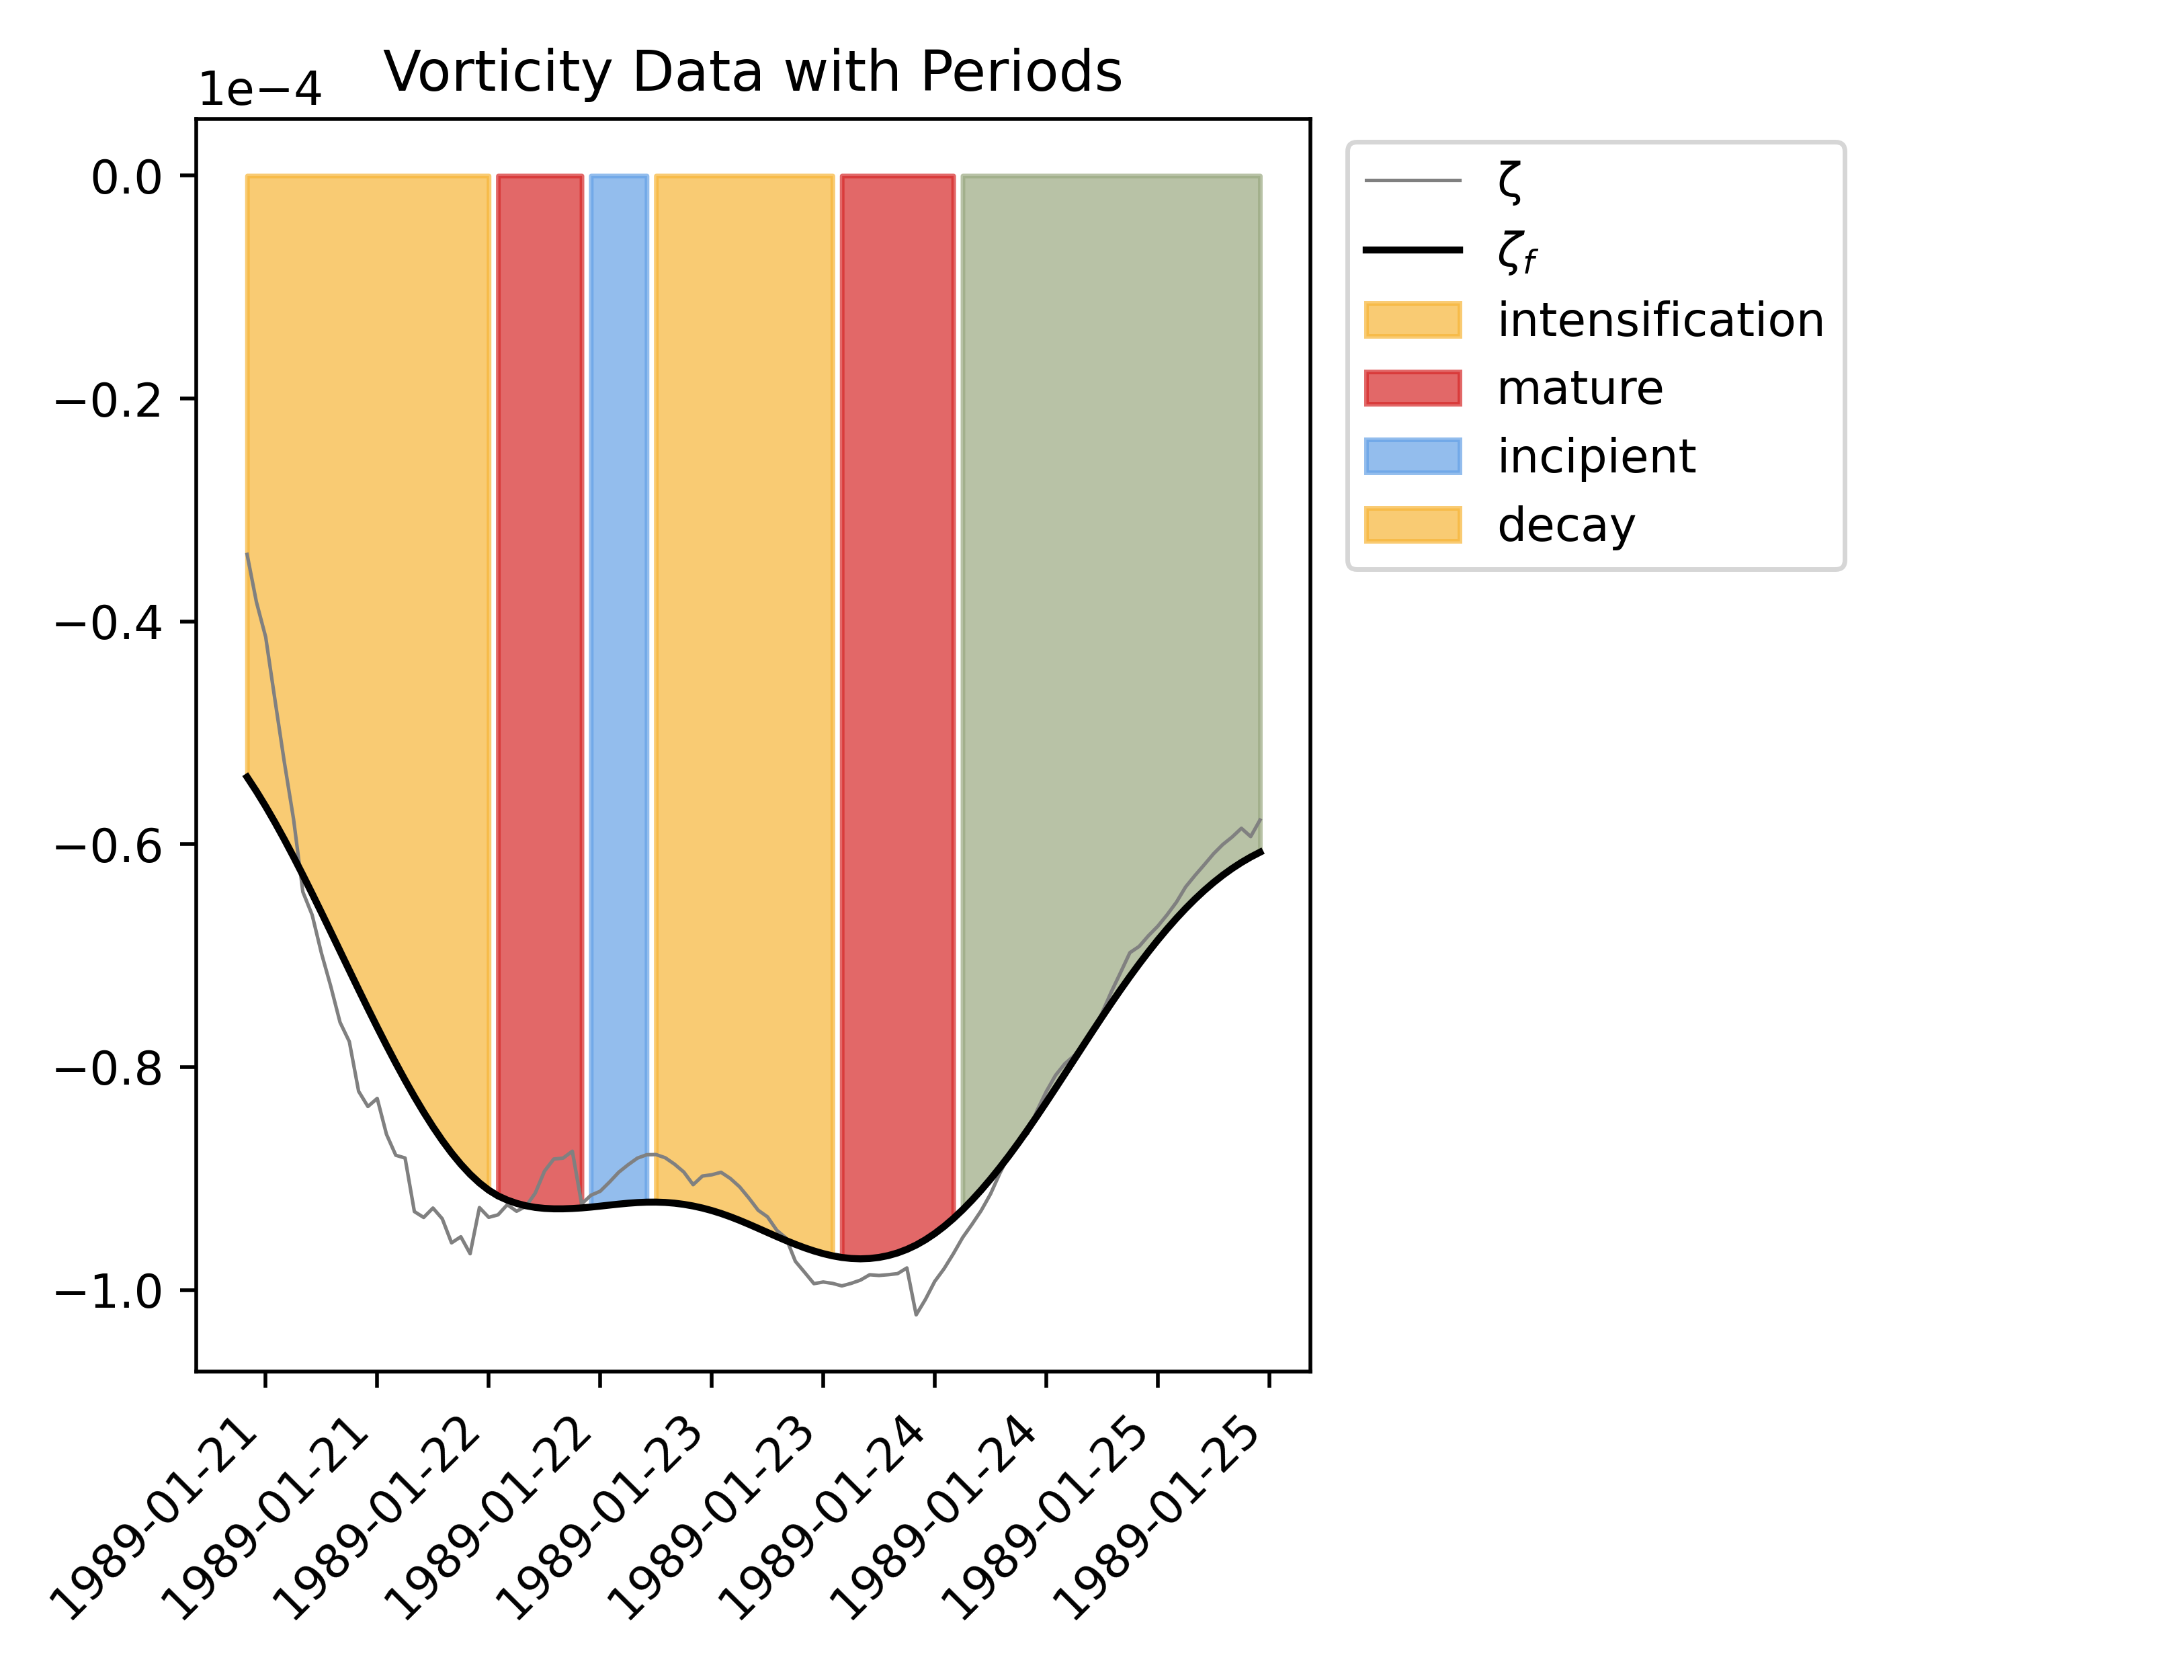 Vorticity Data with Periods
1e−4
0.0
−0.2
−0.4
−0.6
−0.8
−1.0
1989-01-21
1989-01-21
1989-01-22
1989-01-22
1989-01-23
1989-01-23
1989-01-24
1989-01-24
1989-01-25
1989-01-25
ζ
ζf
intensification
mature
incipient
decay